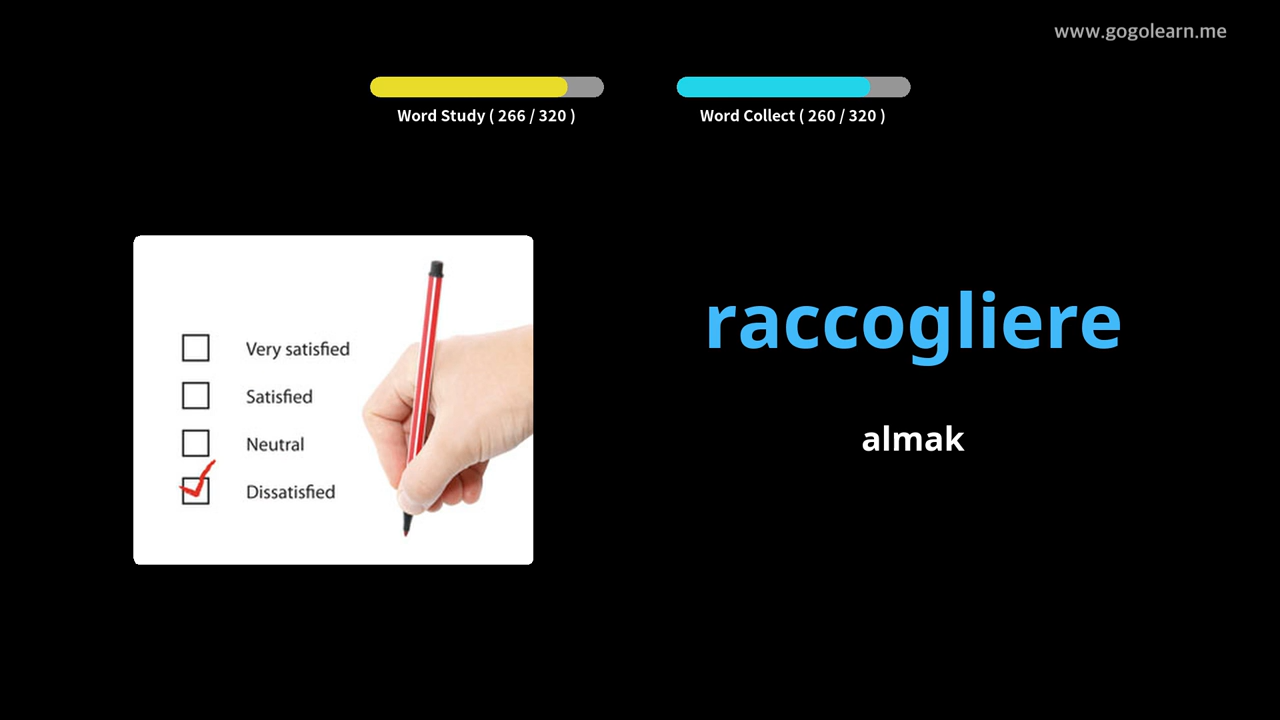 www.gogolearn.me
Word Study ( 266 / 320 )
Word Collect ( 260 / 320 )
Very satisfied
Satisfied
Neutral
Dissatisfied
raccogliere
almak